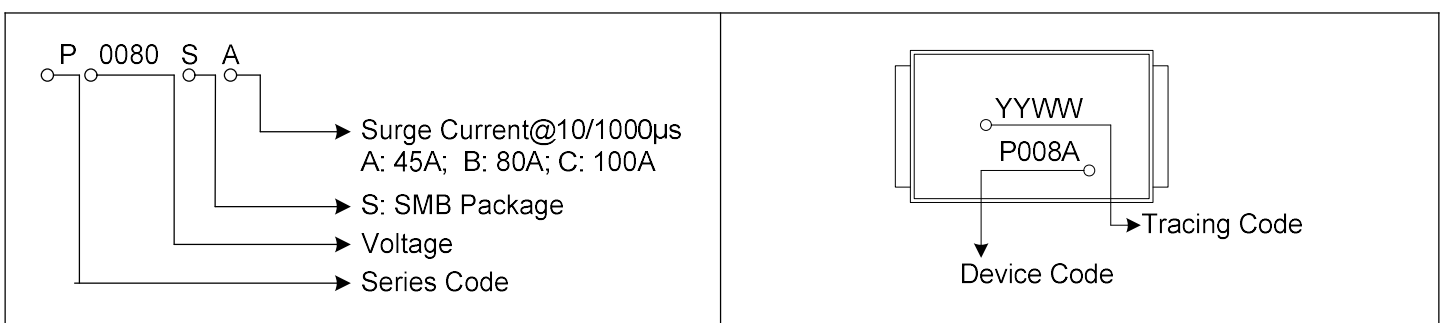 P 0080 S A
Surge Current@10/1000µs
A: 45A; B: 80A; C: 100A
S: SMB Package
Voltage
Series Code
YYWW
P008A
Tracing Code
Device Code